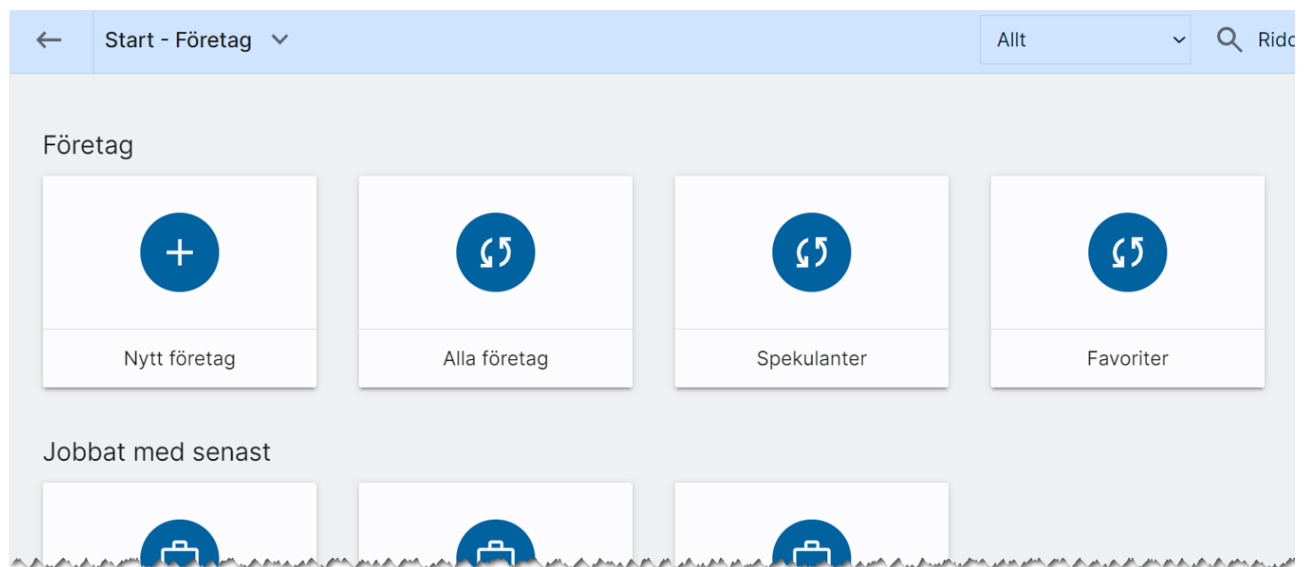 Start - Företag
Allt
Företag
Nytt företag
Alla företag
Spekulanter
Favoriter
Jobbat med senast